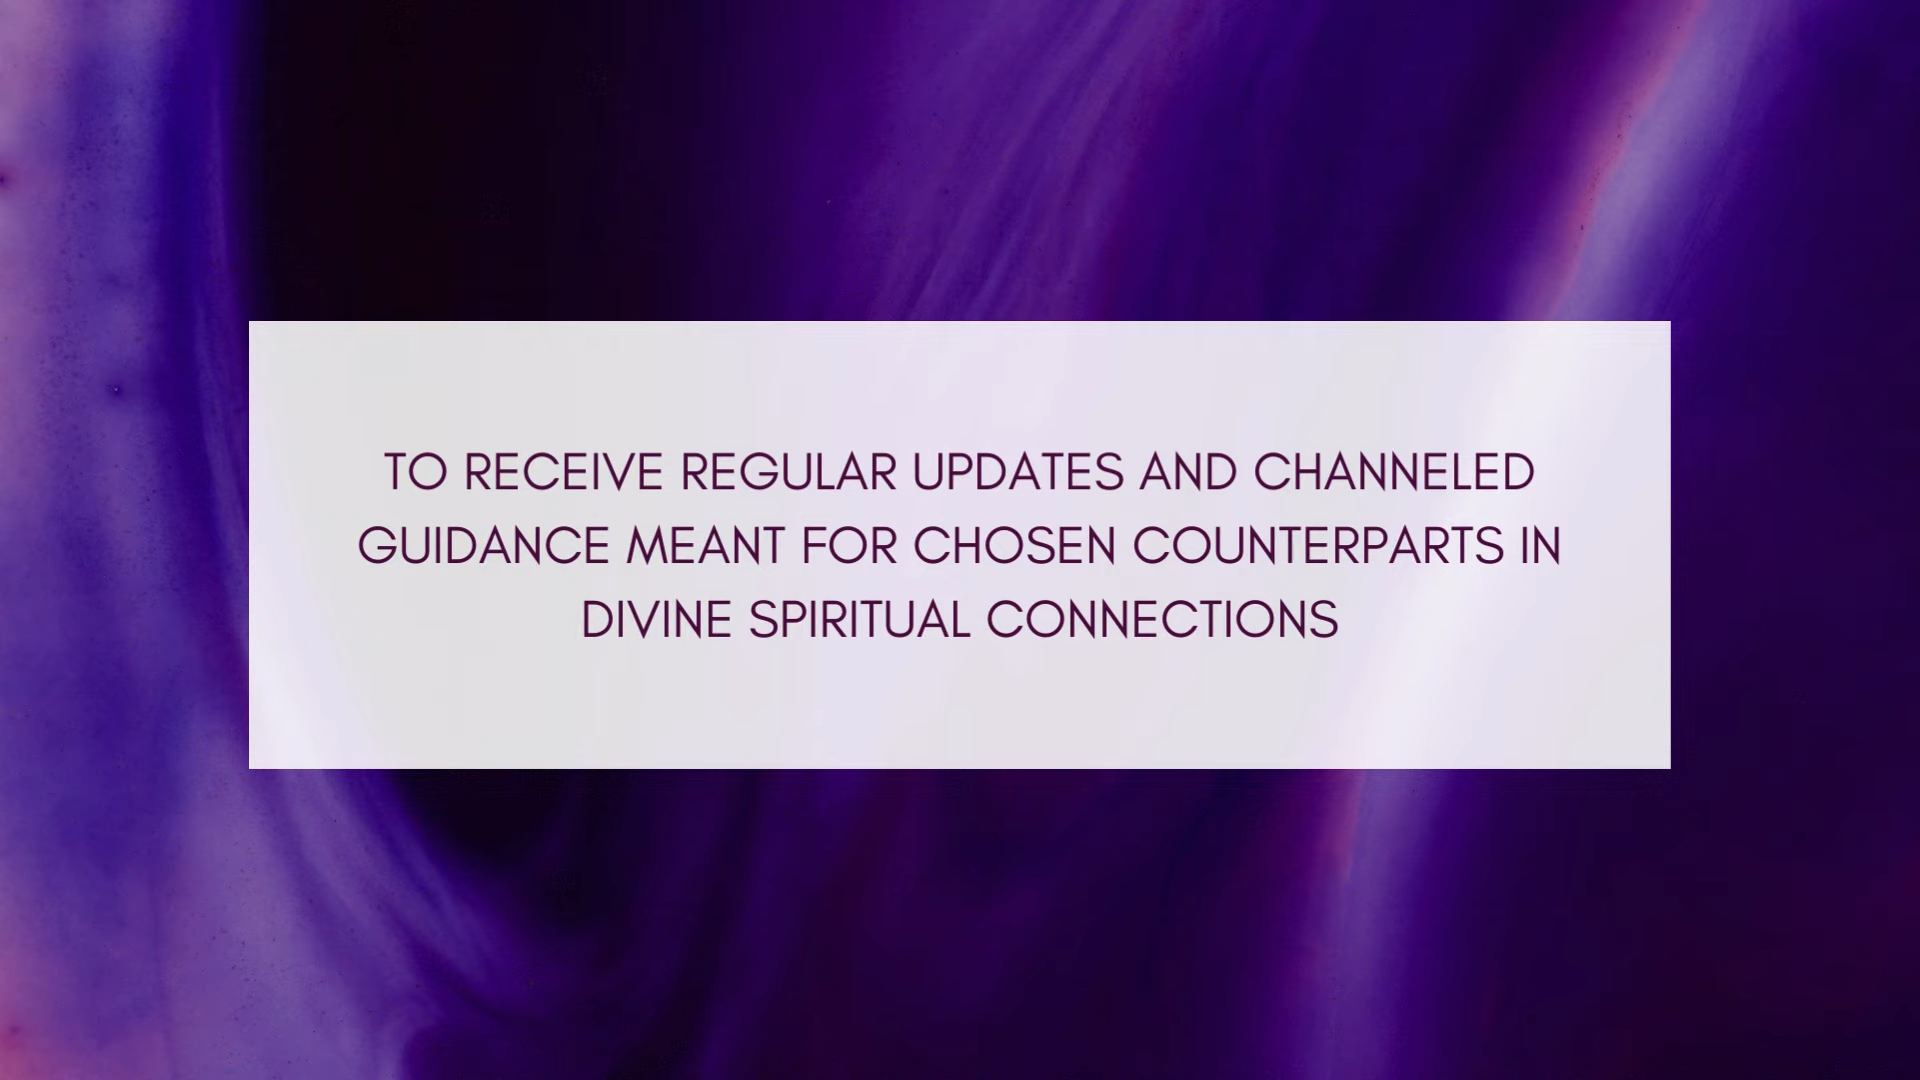 TO RECEIVE REGULAR UPDATES AND CHANNELED
GUIDANCE MEANT FOR CHOSEN COUNTERPARTS IN
DIVINE SPIRITUAL CONNECTIONS